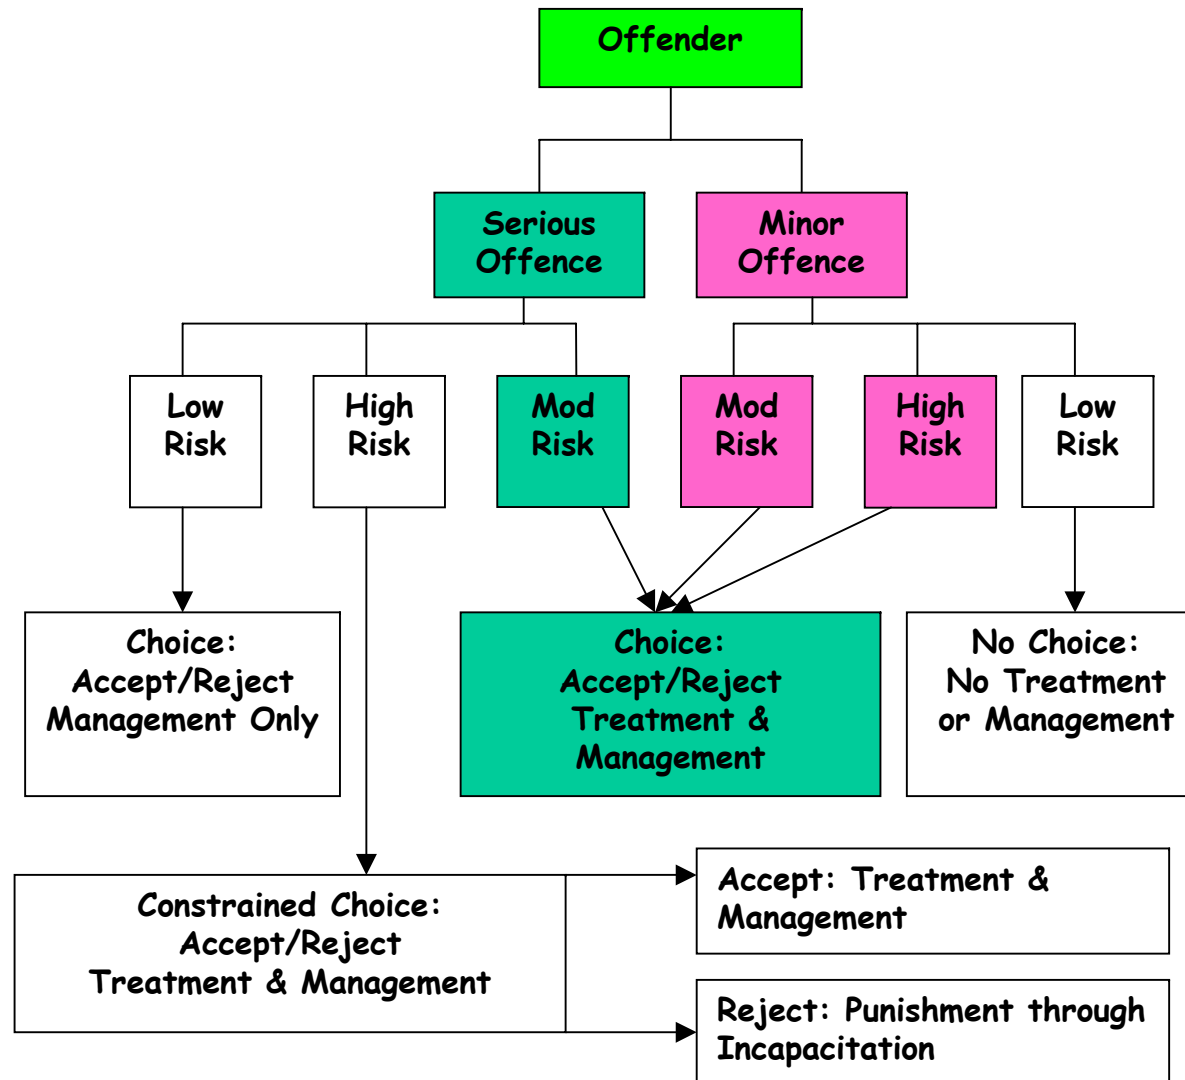 Offender
Serious
Offence
Minor
Offence
Low
Risk
High
Risk
Mod
Risk
Mod
Risk
High
Risk
Low
Risk
Choice:
Accept/Reject
Management Only
Choice:
Accept/Reject
Treatment &
Management
No Choice:
No Treatment
or Management
Constrained Choice:
Accept/Reject
Treatment & Management
Accept: Treatment &
Management
Reject: Punishment through
Incapacitation